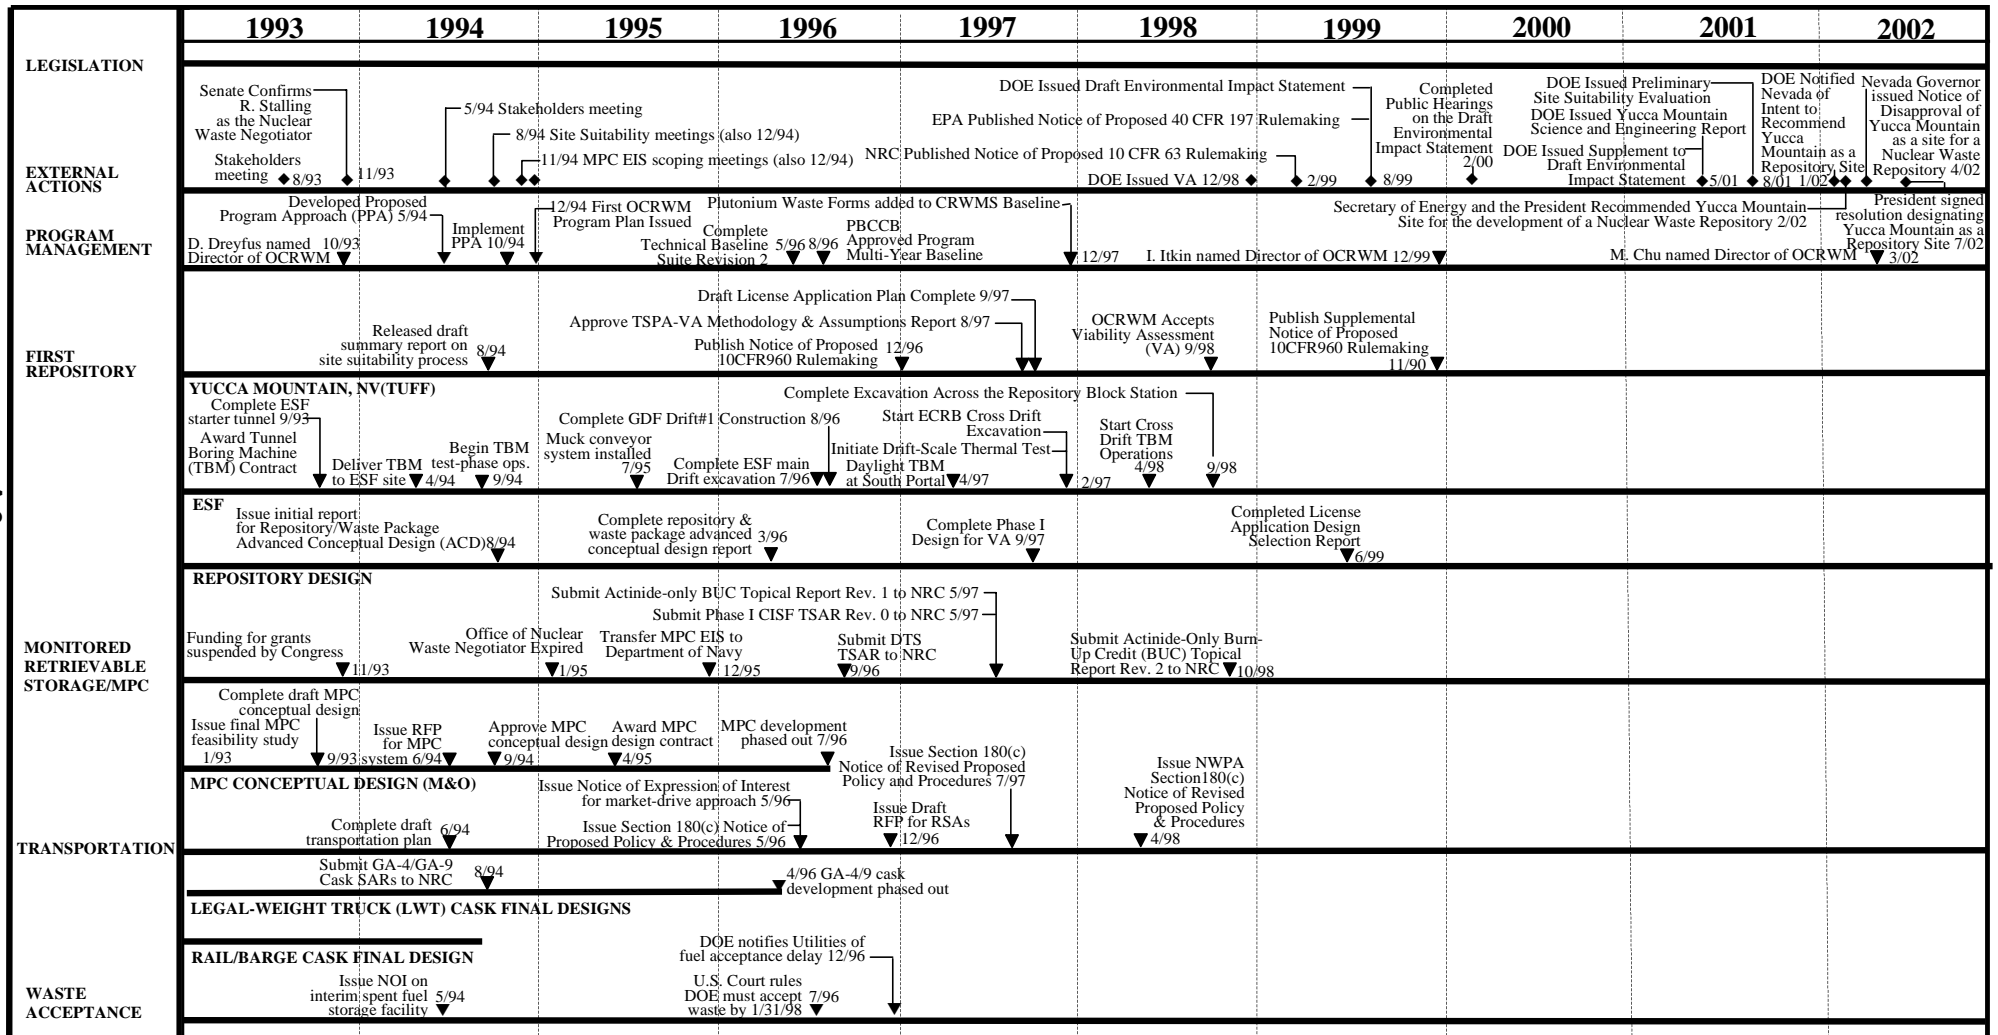 1993 1994 1995 1996 1997 1998 1999 2000 2001 2002
LEGISLATION
EXTERNAL
ACTIONS
Senate Confirms
R. Stalling
as the Nuclear
Waste Negotiator
11/93
Stakeholders
meeting 8/93
5/94 Stakeholders meeting
8/94 Site Suitability meetings (also 12/94)
11/94 MPC EIS scoping meetings (also 12/94)
DOE Issued Draft Environmental Impact Statement
EPA Published Notice of Proposed 40 CFR 197 Rulemaking
NRC Published Notice of Proposed 10 CFR 63 Rulemaking
DOE Issued VA 12/98
2/99
8/99
Completed
Public Hearings
on the Draft
Environmental
Impact Statement
2/00
DOE Issued Preliminary
Site Suitability Evaluation
DOE Issued Yucca Mountain
Science and Engineering Report
DOE Issued Supplement to
Draft Environmental
Impact Statement
5/01
8/01
1/02
DOE Notified
Nevada of
Intent to
Recommend
Yucca
Mountain as a
Repository Site
Nevada Governor
issued Notice of
Disapproval of
Yucca Mountain
as a site for a
Nuclear Waste
Repository 4/02
PROGRAM
MANAGEMENT
Developed Proposed
Program Approach (PPA) 5/94
D. Dreyfus named 10/93
Director of OCRWM
Implement
PPA 10/94
12/94 First OCRWM
Program Plan Issued
Complete
Technical Baseline 5/96
Suite Revision 2
8/96
PBCCB
Approved Program
Multi-Year Baseline
Plutonium Waste Forms added to CRWMS Baseline
12/97
I. Itkin named Director of OCRWM 12/99
Secretary of Energy and the President Recommended Yucca Mountain
Site for the development of a Nuclear Waste Repository 2/02
M. Chu named Director of OCRWM
3/02
President signed
resolution designating
Yucca Mountain as a
Repository Site 7/02
FIRST
REPOSITORY
Released draft
summary report on
site suitability process
8/94
Draft License Application Plan Complete 9/97
Approve TSPA-VA Methodology & Assumptions Report 8/97
Publish Notice of Proposed
10CFR960 Rulemaking
12/96
OCRWM Accepts
Viability Assessment
(VA) 9/98
Publish Supplemental
Notice of Proposed
10CFR960 Rulemaking
11/90
YUCCA MOUNTAIN, NV(TUFF)
Complete ESF
starter tunnel 9/93
Award Tunnel
Boring Machine
(TBM) Contract
Deliver TBM
to ESF site 4/94
Begin TBM
test-phase ops.
9/94
Muck conveyor
system installed
7/95
Complete GDF Drift#1 Construction 8/96
Complete ESF main
Drift excavation 7/96
Complete Excavation Across the Repository Block Station
Start ECRB Cross Drift
Excavation
Initiate Drift-Scale Thermal Test
Daylight TBM
at South Portal 4/97
2/97
Start Cross
Drift TBM
Operations
4/98
9/98
ESF
Issue initial report
for Repository/Waste Package
Advanced Conceptual Design (ACD)8/94
Complete repository &
waste package advanced
conceptual design report
3/96
Complete Phase I
Design for VA 9/97
Completed License
Application Design
Selection Report
6/99
REPOSITORY DESIGN
MONITORED
RETRIEVABLE
STORAGE/MPC
Submit Actinide-only BUC Topical Report Rev. 1 to NRC 5/97
Submit Phase I CISF TSAR Rev. 0 to NRC 5/97
Funding for grants
suspended by Congress
11/93
Office of Nuclear
Waste Negotiator Expired
1/95
Transfer MPC EIS to
Department of Navy
12/95
Submit DTS
TSAR to NRC
9/96
Submit Actinide-Only Burn-
Up Credit (BUC) Topical
Report Rev. 2 to NRC 10/98
Complete draft MPC
conceptual design
Issue final MPC
feasibility study
1/93
9/93
Issue RFP
for MPC
system 6/94
Approve MPC
conceptual design
9/94
Award MPC
design contract
4/95
MPC development
phased out 7/96
MPC CONCEPTUAL DESIGN (M&O)
Issue Section 180(c)
Notice of Revised Proposed
Policy and Procedures 7/97
Issue NWPA
Section180(c)
Notice of Revised
Proposed Policy
& Procedures
4/98
TRANSPORTATION
Complete draft
transportation plan
6/94
Issue Notice of Expression of Interest
for market-drive approach 5/96
Issue Section 180(c) Notice of
Proposed Policy & Procedures 5/96
Issue Draft
RFP for RSAs
12/96
Submit GA-4/GA-9
Cask SARs to NRC
8/94
4/96 GA-4/9 cask
development phased out
LEGAL-WEIGHT TRUCK (LWT) CASK FINAL DESIGNS
RAIL/BARGE CASK FINAL DESIGN
WASTE
ACCEPTANCE
Issue NOI on
interim spent fuel
storage facility
5/94
DOE notifies Utilities of
fuel acceptance delay 12/96
U.S. Court rules
DOE must accept
waste by 1/31/98
7/96